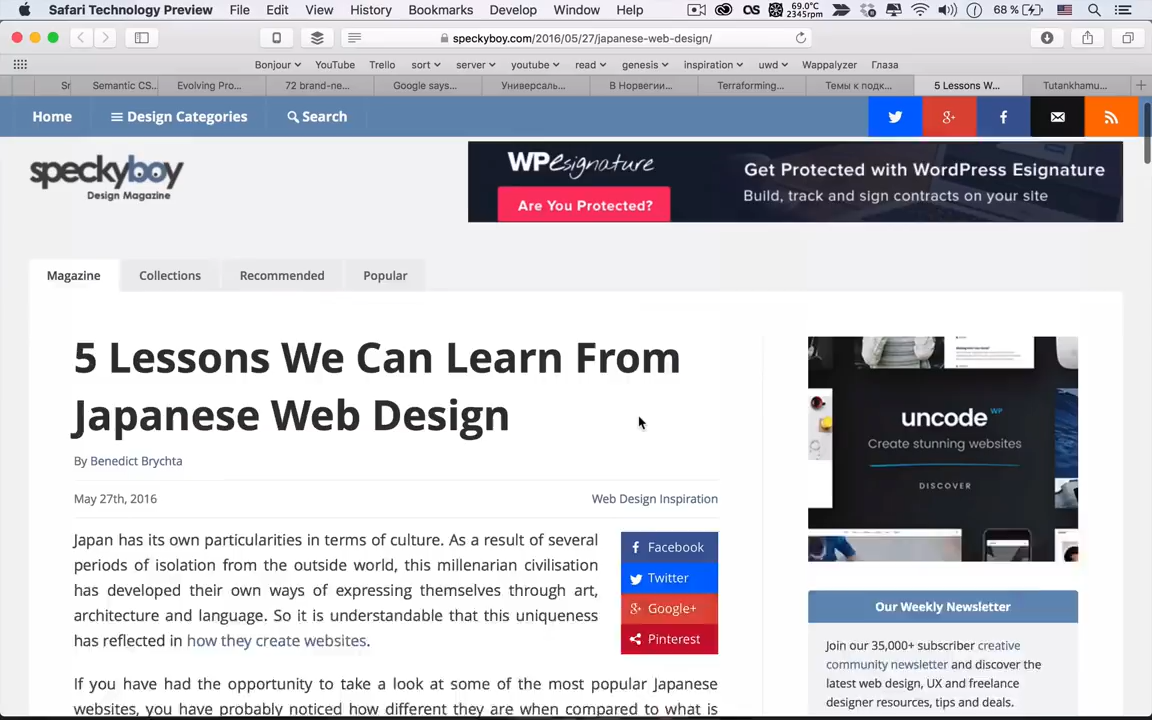 Safari Technology Preview File Edit View History Bookmarks Develop Window Help 69.0°C 2345rpm 68 %
speckyboy.com/2016/05/27/japanese-web-design/
Bonjour YouTube Trello sort server youtube read genesis inspiration uwd Wappalyzer Глаза
Sr Semantic CS... Evolving Pro... 72 brand-ne... Google says... Универсаль... В Норвегии... Terraforming... Темы к подк... 5 Lessons W... Tutankhamu...
Home Design Categories Search
speckyboy
Design Magazine
WPesignature
Are You Protected?
Get Protected with WordPress Esignature
Build, track and sign contracts on your site
Magazine Collections Recommended Popular
5 Lessons We Can Learn From
Japanese Web Design
By Benedict Brychta
May 27th, 2016 Web Design Inspiration
Japan has its own particularities in terms of culture. As a result of several
periods of isolation from the outside world, this millenarian civilisation
has developed their own ways of expressing themselves through art,
architecture and language. So it is understandable that this uniqueness
has reflected in how they create websites.
Facebook
Twitter
Google+
Pinterest
If you have had the opportunity to take a look at some of the most popular Japanese
websites, you have probably noticed how different they are when compared to what is
uncode WP
Create stunning websites
DISCOVER
Our Weekly Newsletter
Join our 35,000+ subscriber creative
community newsletter and discover the
latest web design, UX and freelance
designer resources, tips and deals.